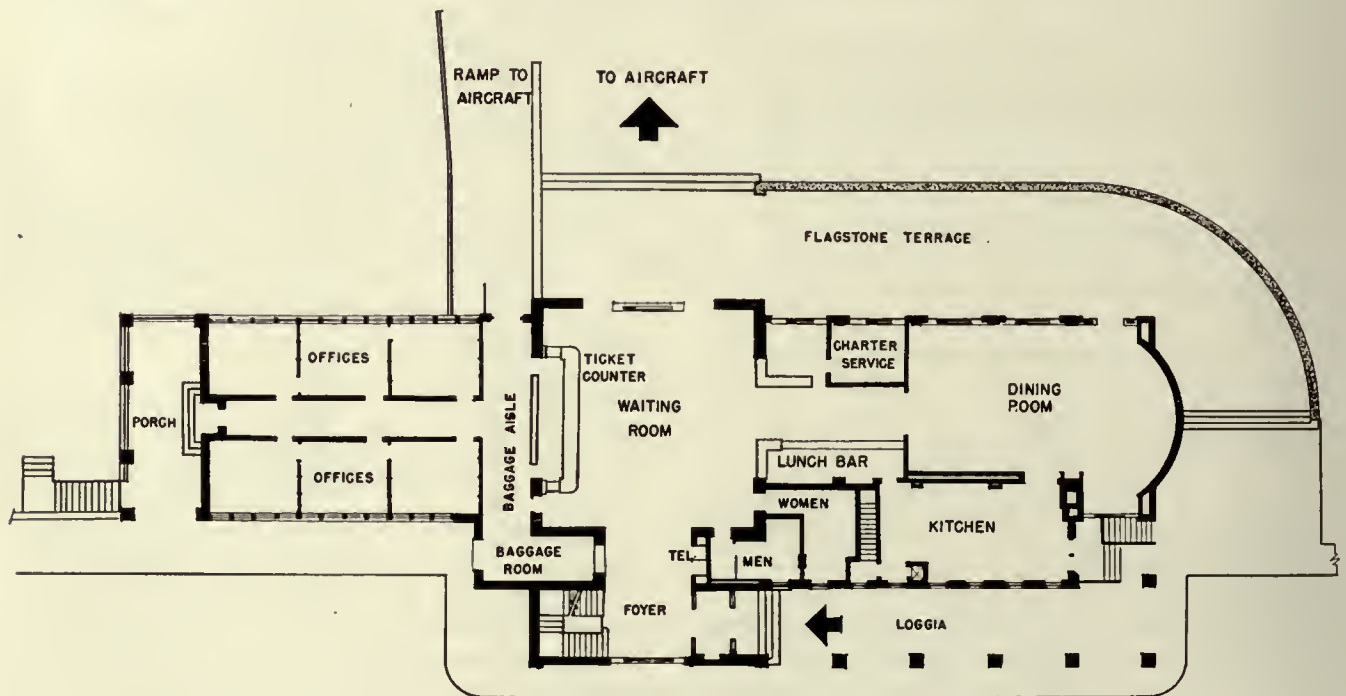 RAMP TO
AIRCRAFT
TO AIRCRAFT
FLAGSTONE TERRACE
OFFICES
TICKET
COUNTER
CHARTER
SERVICE
DINING
ROOM
PORCH
BAGGAGE AISLE
WAITING
ROOM
LUNCH BAR
OFFICES
WOMEN
KITCHEN
BAGGAGE
ROOM
TEL.
MEN
FOYER
LOGGIA